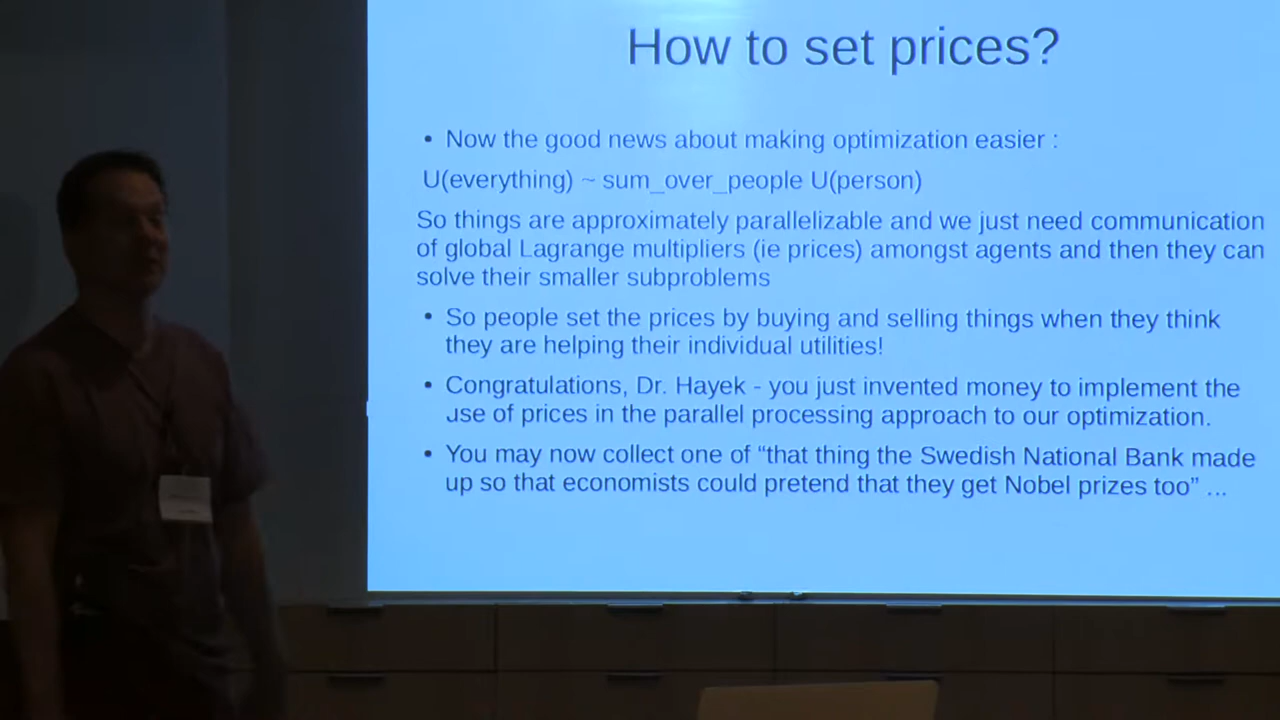 How to set prices?
• Now the good news about making optimization easier :
U(everything) ~ sum_over_people U(person)
So things are approximately parallelizable and we just need communication
of global Lagrange multipliers (ie prices) amongst agents and then they can
solve their smaller subproblems
• So people set the prices by buying and selling things when they think
they are helping their individual utilities!
• Congratulations, Dr. Hayek - you just invented money to implement the
use of prices in the parallel processing approach to our optimization.
• You may now collect one of “that thing the Swedish National Bank made
up so that economists could pretend that they get Nobel prizes too” ...